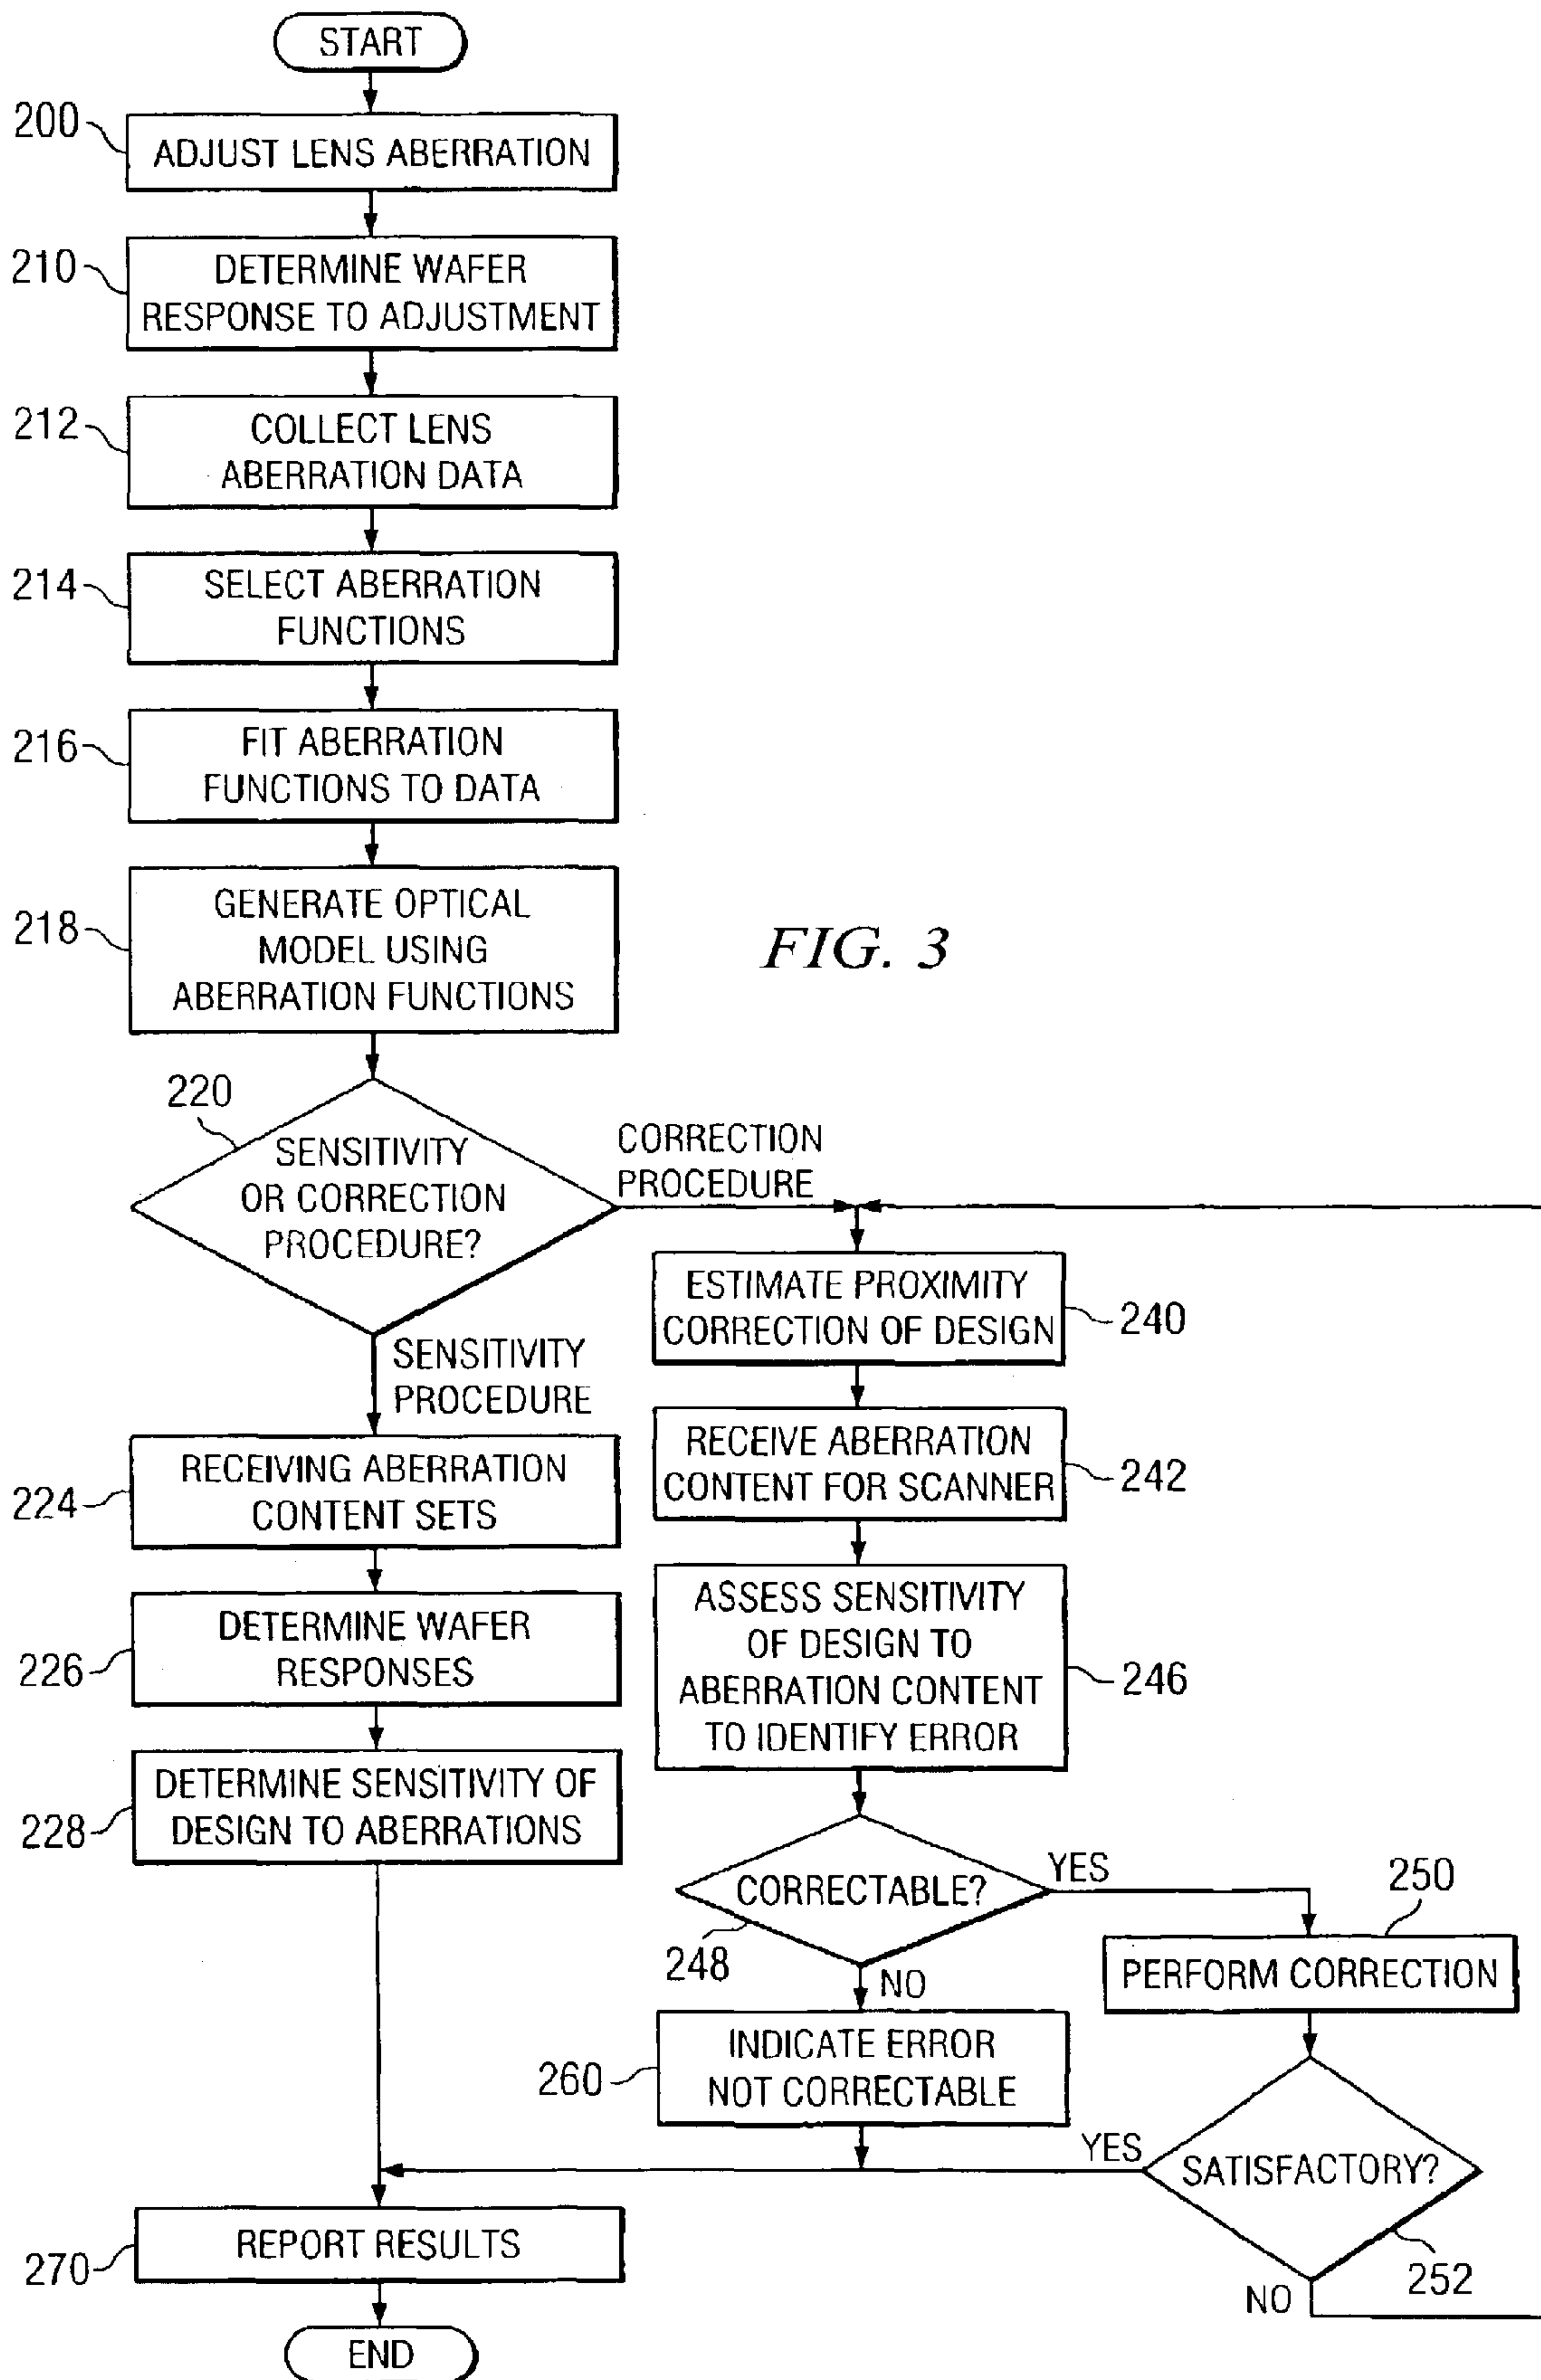 START
200
ADJUST LENS ABERRATION
210
DETERMINE WAFER
RESPONSE TO ADJUSTMENT
212
COLLECT LENS
ABERRATION DATA
214
SELECT ABERRATION
FUNCTIONS
216
FIT ABERRATION
FUNCTIONS TO DATA
218
GENERATE OPTICAL
MODEL USING
ABERRATION FUNCTIONS
FIG. 3
220
SENSITIVITY
OR CORRECTION
PROCEDURE?
CORRECTION
PROCEDURE
SENSITIVITY
PROCEDURE
224
RECEIVING ABERRATION
CONTENT SETS
226
DETERMINE WAFER
RESPONSES
228
DETERMINE SENSITIVITY OF
DESIGN TO ABERRATIONS
ESTIMATE PROXIMITY
CORRECTION OF DESIGN
240
RECEIVE ABERRATION
CONTENT FOR SCANNER
242
ASSESS SENSITIVITY
OF DESIGN TO
ABERRATION CONTENT
TO IDENTIFY ERROR
246
CORRECTABLE?
248
YES
NO
250
PERFORM CORRECTION
260
INDICATE ERROR
NOT CORRECTABLE
YES
SATISFACTORY?
252
NO
270
REPORT RESULTS
END